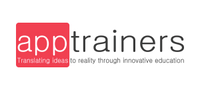 apptrainers
Translating ideas to reality through innovative education